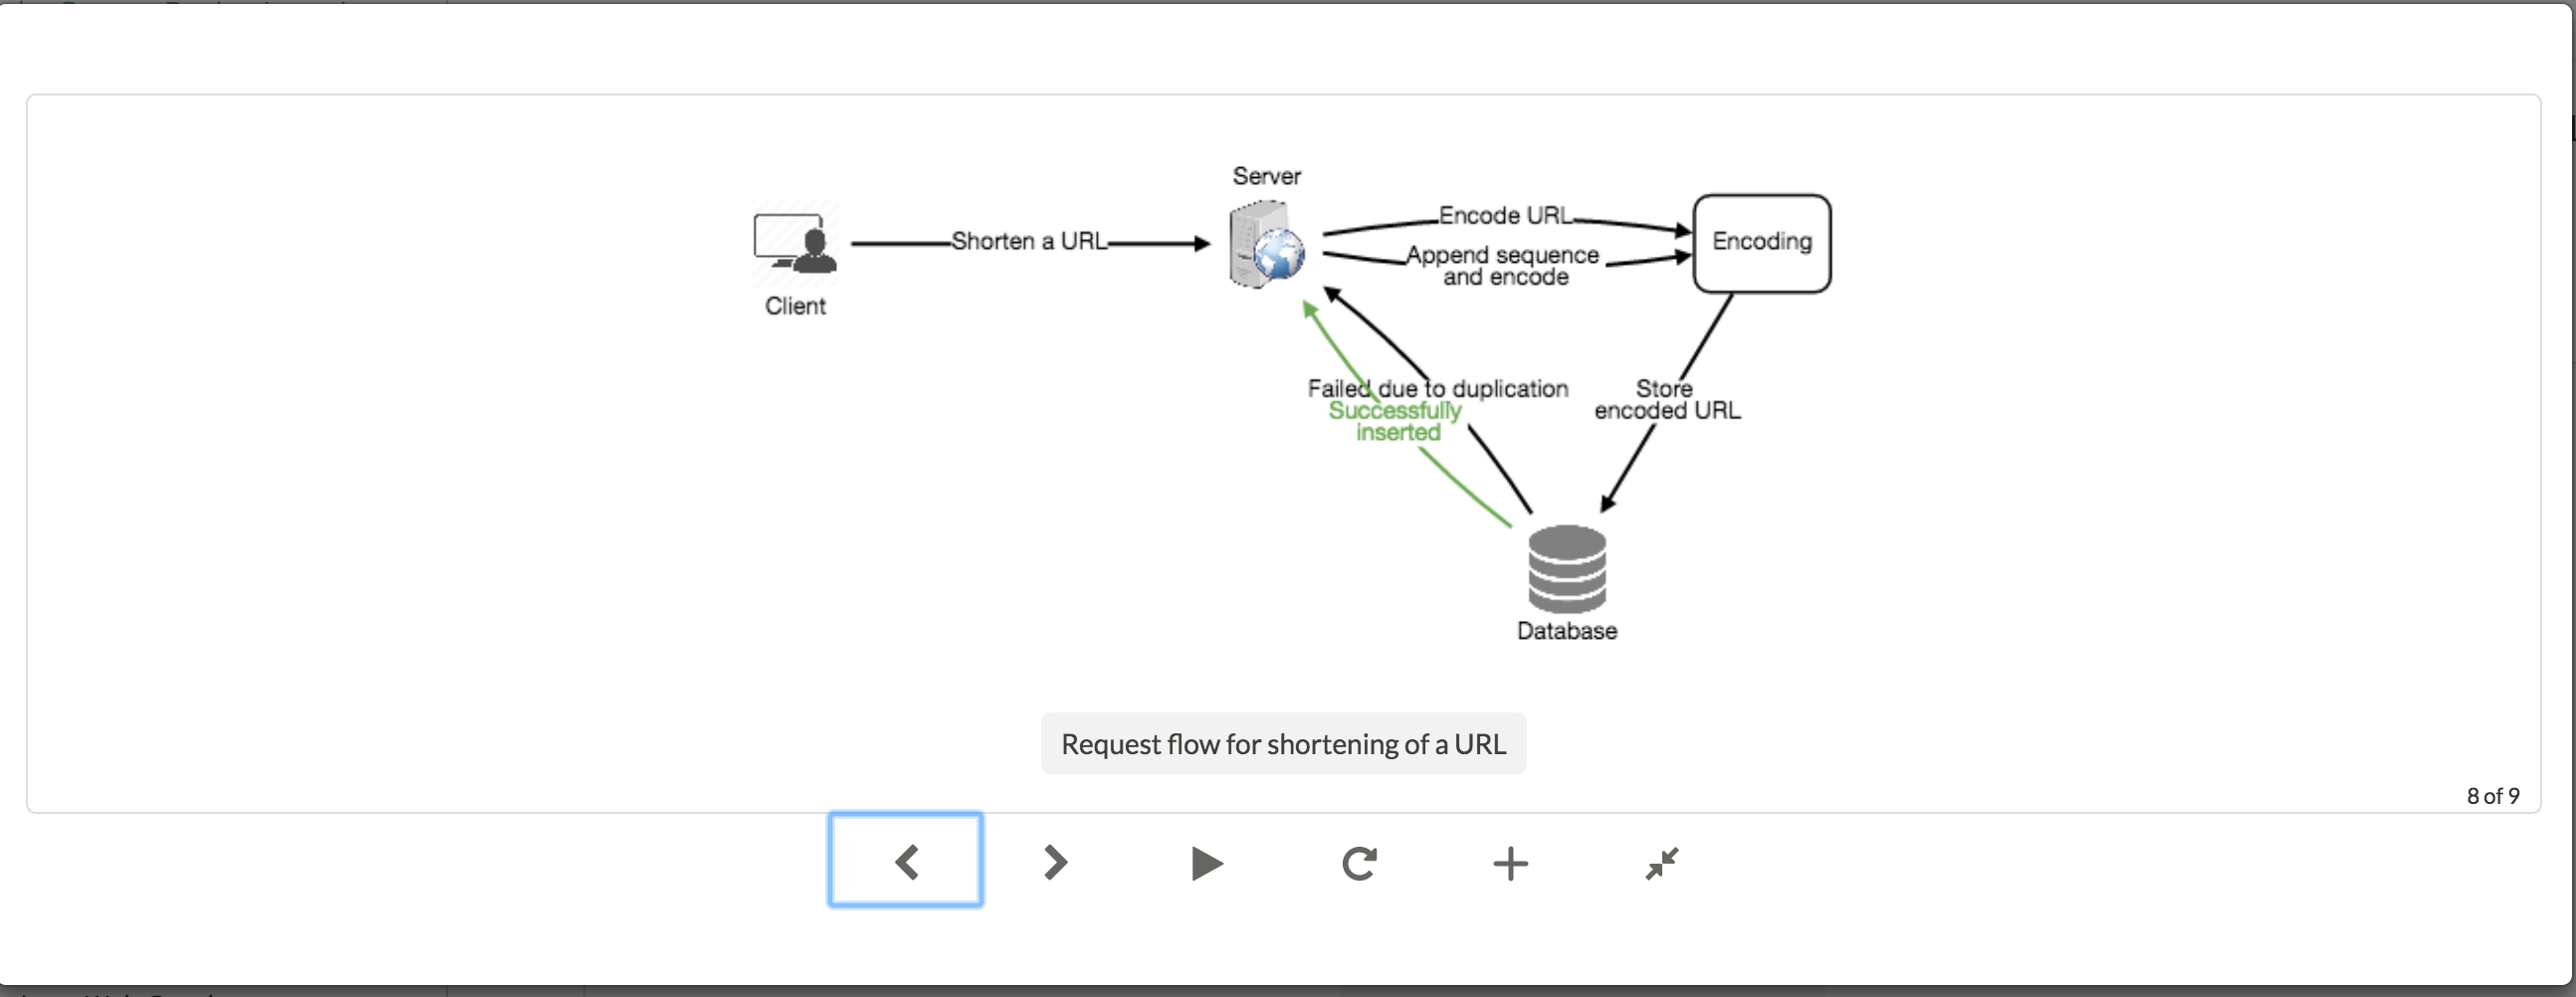 Server
Shorten a URL
Client
Encode URL
Append sequence
and encode
Encoding
Failed due to duplication
Successfully
inserted
Store
encoded URL
Database
Request flow for shortening of a URL
8 of 9